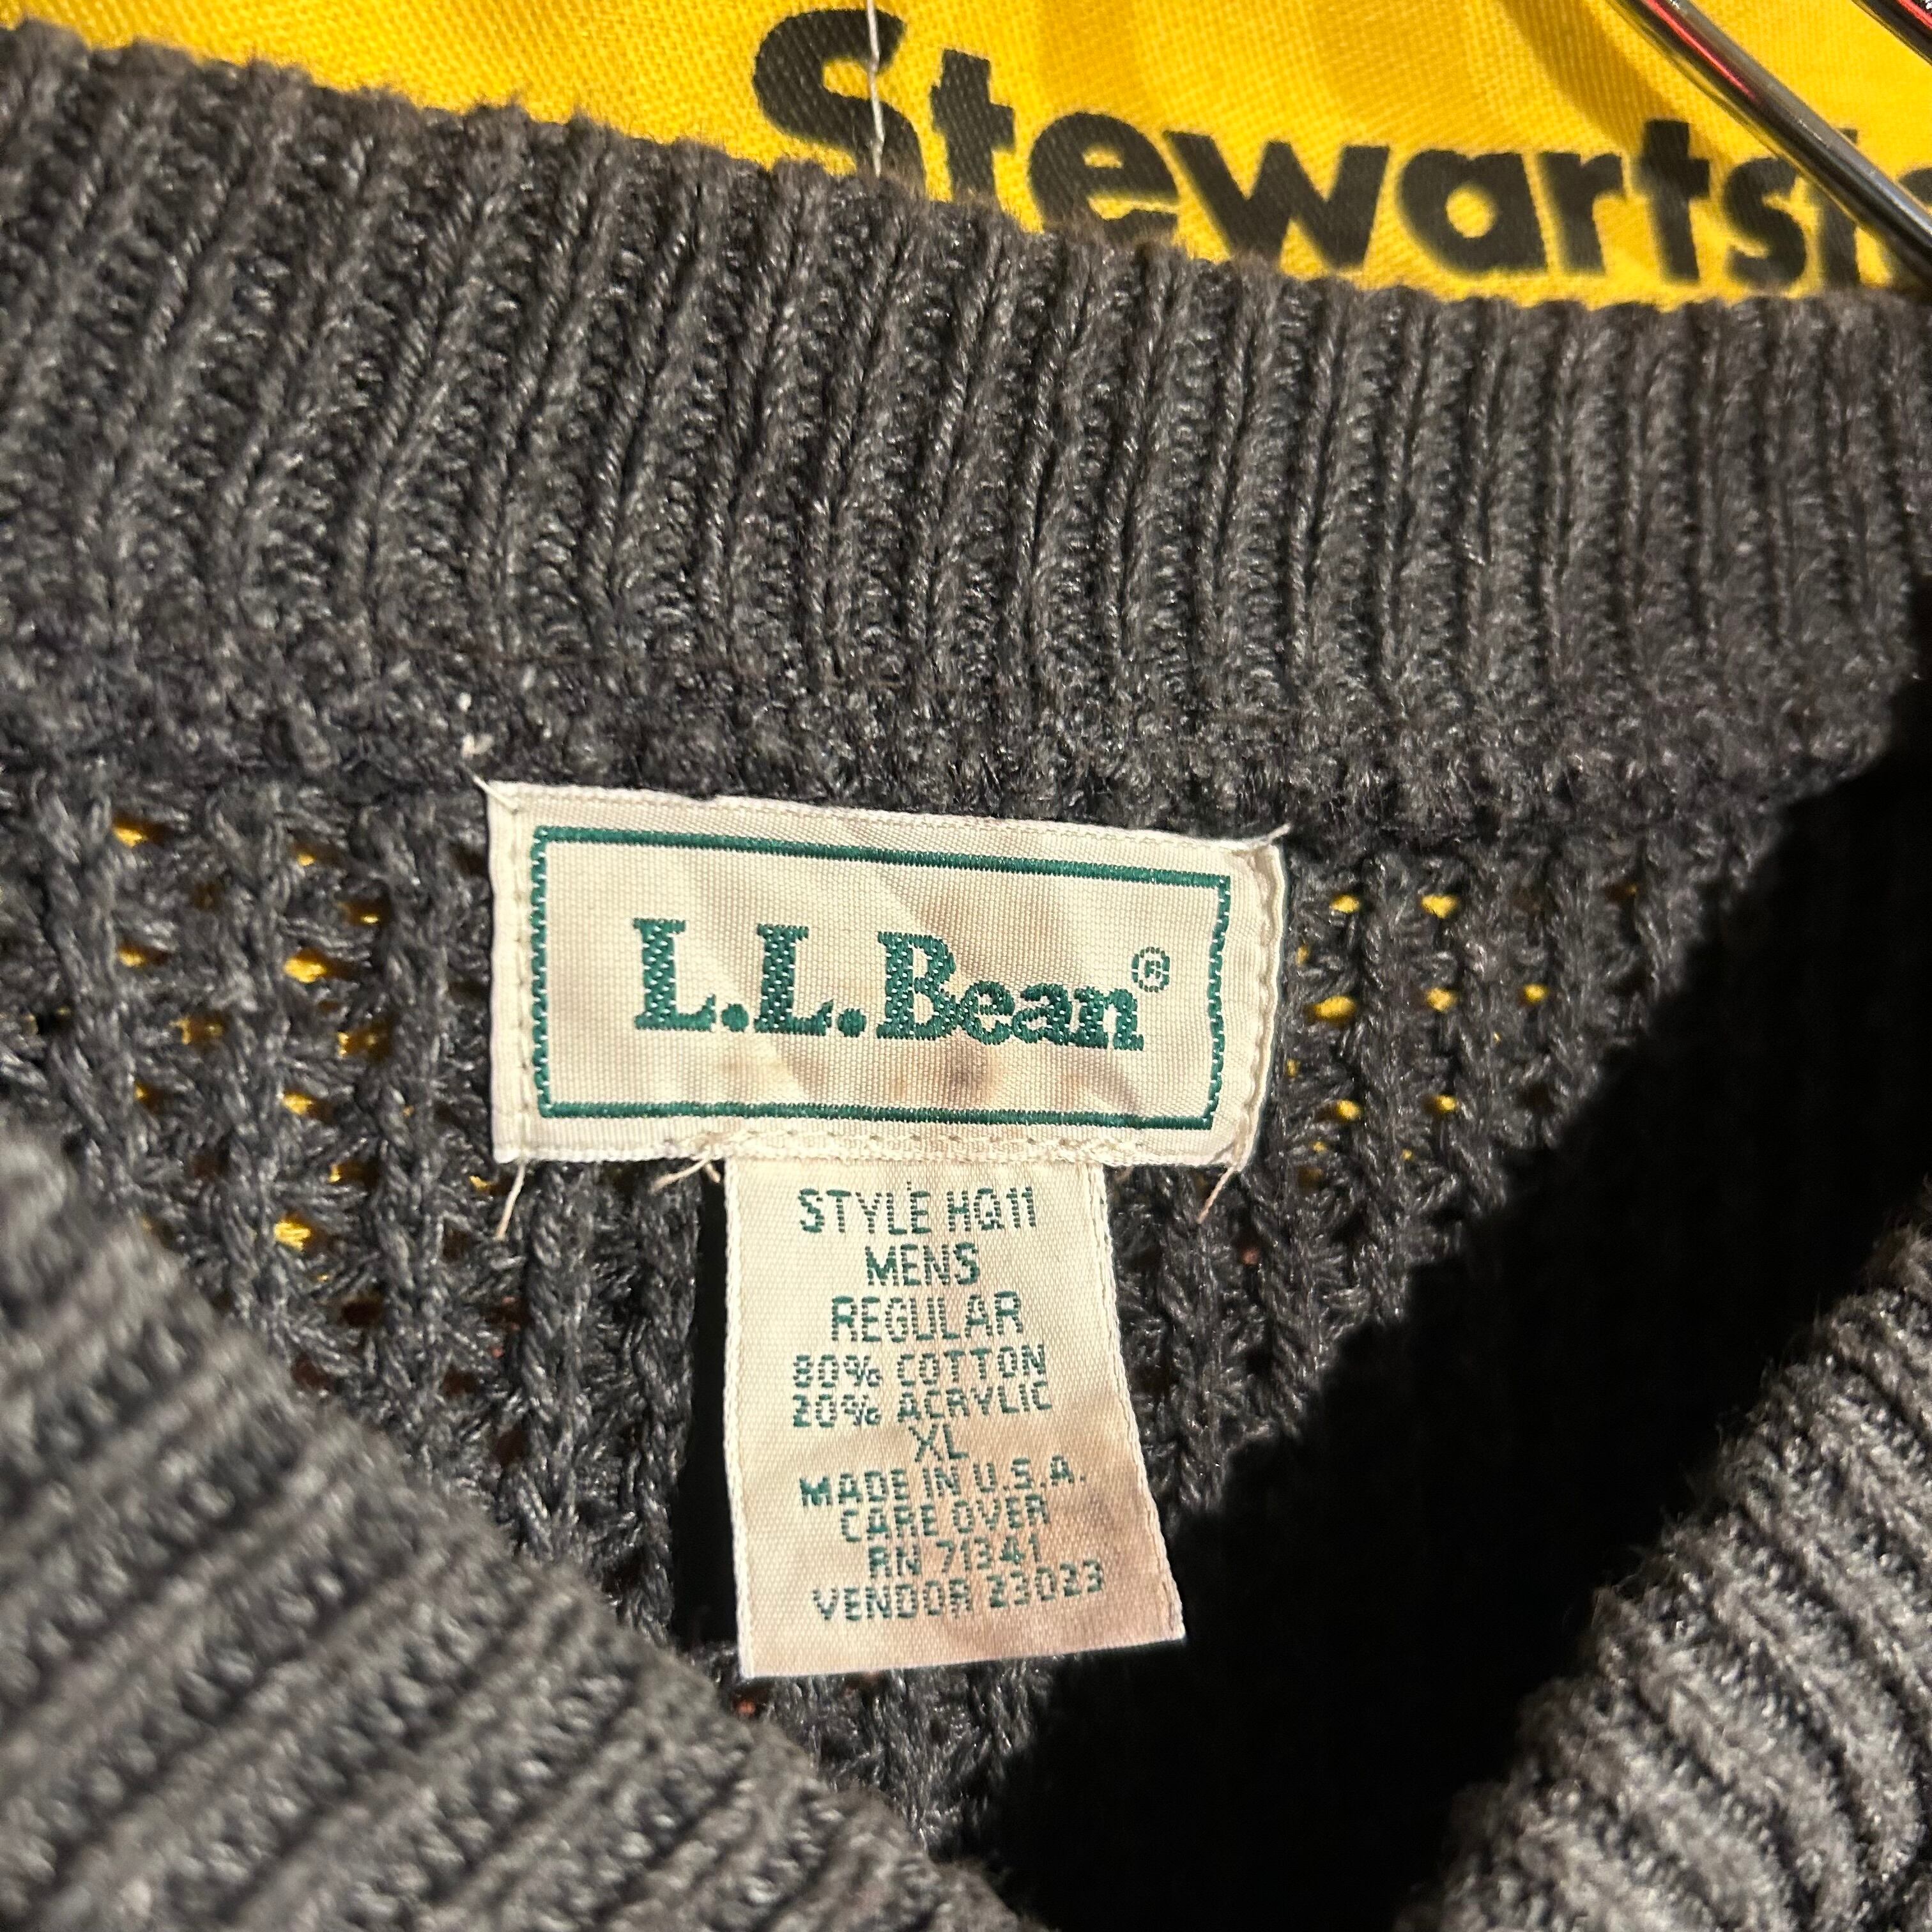 Stewarts
L.L.Bean®
STYLE HQ11
MENS
REGULAR
80% COTTON
20% ACRYLIC
XL
MADE IN U.S.A.
CARE OVER
RN 71341
VENDOR 23023